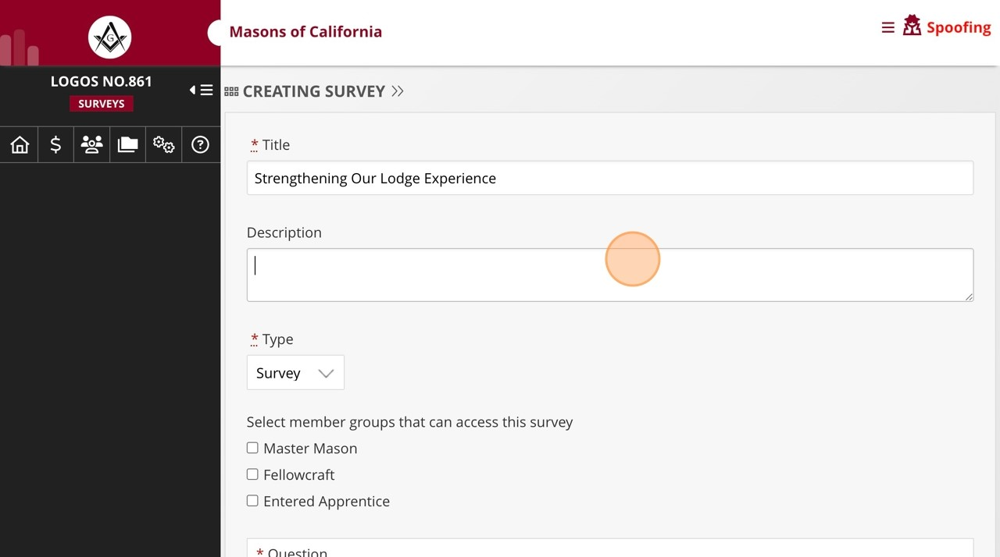 G
Masons of California
Spoofing
LOGOS NO.861
SURVEYS
CREATING SURVEY
* Title
Strengthening Our Lodge Experience
Description
* Type
Survey
Select member groups that can access this survey
Master Mason
Fellowcraft
Entered Apprentice
* Question